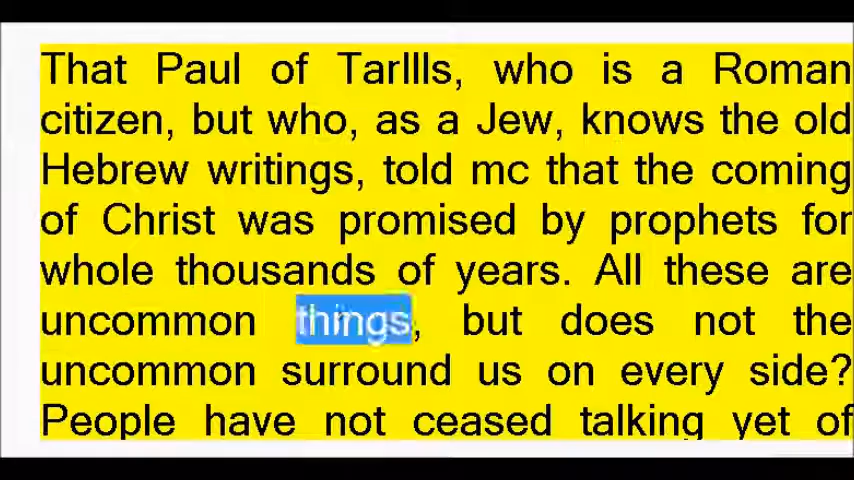 That Paul of Tarllls, who is a Roman
citizen, but who, as a Jew, knows the old
Hebrew writings, told mc that the coming
of Christ was promised by prophets for
whole thousands of years. All these are
uncommon things, but does not the
uncommon surround us on every side?
People have not ceased talking yet of